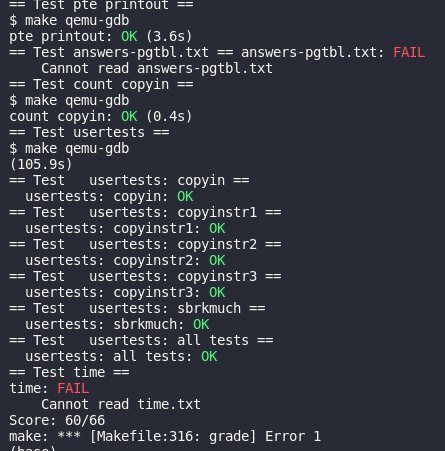 == Test pte printout ==
$ make qemu-gdb
pte printout: OK (3.6s)
== Test answers-pgtbl.txt == answers-pgtbl.txt: FAIL
    Cannot read answers-pgtbl.txt
== Test count copyin ==
$ make qemu-gdb
count copyin: OK (0.4s)
== Test usertests ==
$ make qemu-gdb
(105.9s)
== Test   usertests: copyin ==
  usertests: copyin: OK
== Test   usertests: copyinstr1 ==
  usertests: copyinstr1: OK
== Test   usertests: copyinstr2 ==
  usertests: copyinstr2: OK
== Test   usertests: copyinstr3 ==
  usertests: copyinstr3: OK
== Test   usertests: sbrkmuch ==
  usertests: sbrkmuch: OK
== Test   usertests: all tests ==
  usertests: all tests: OK
== Test time ==
time: FAIL
    Cannot read time.txt
Score: 60/66
make: *** [Makefile:316: grade] Error 1
(base)